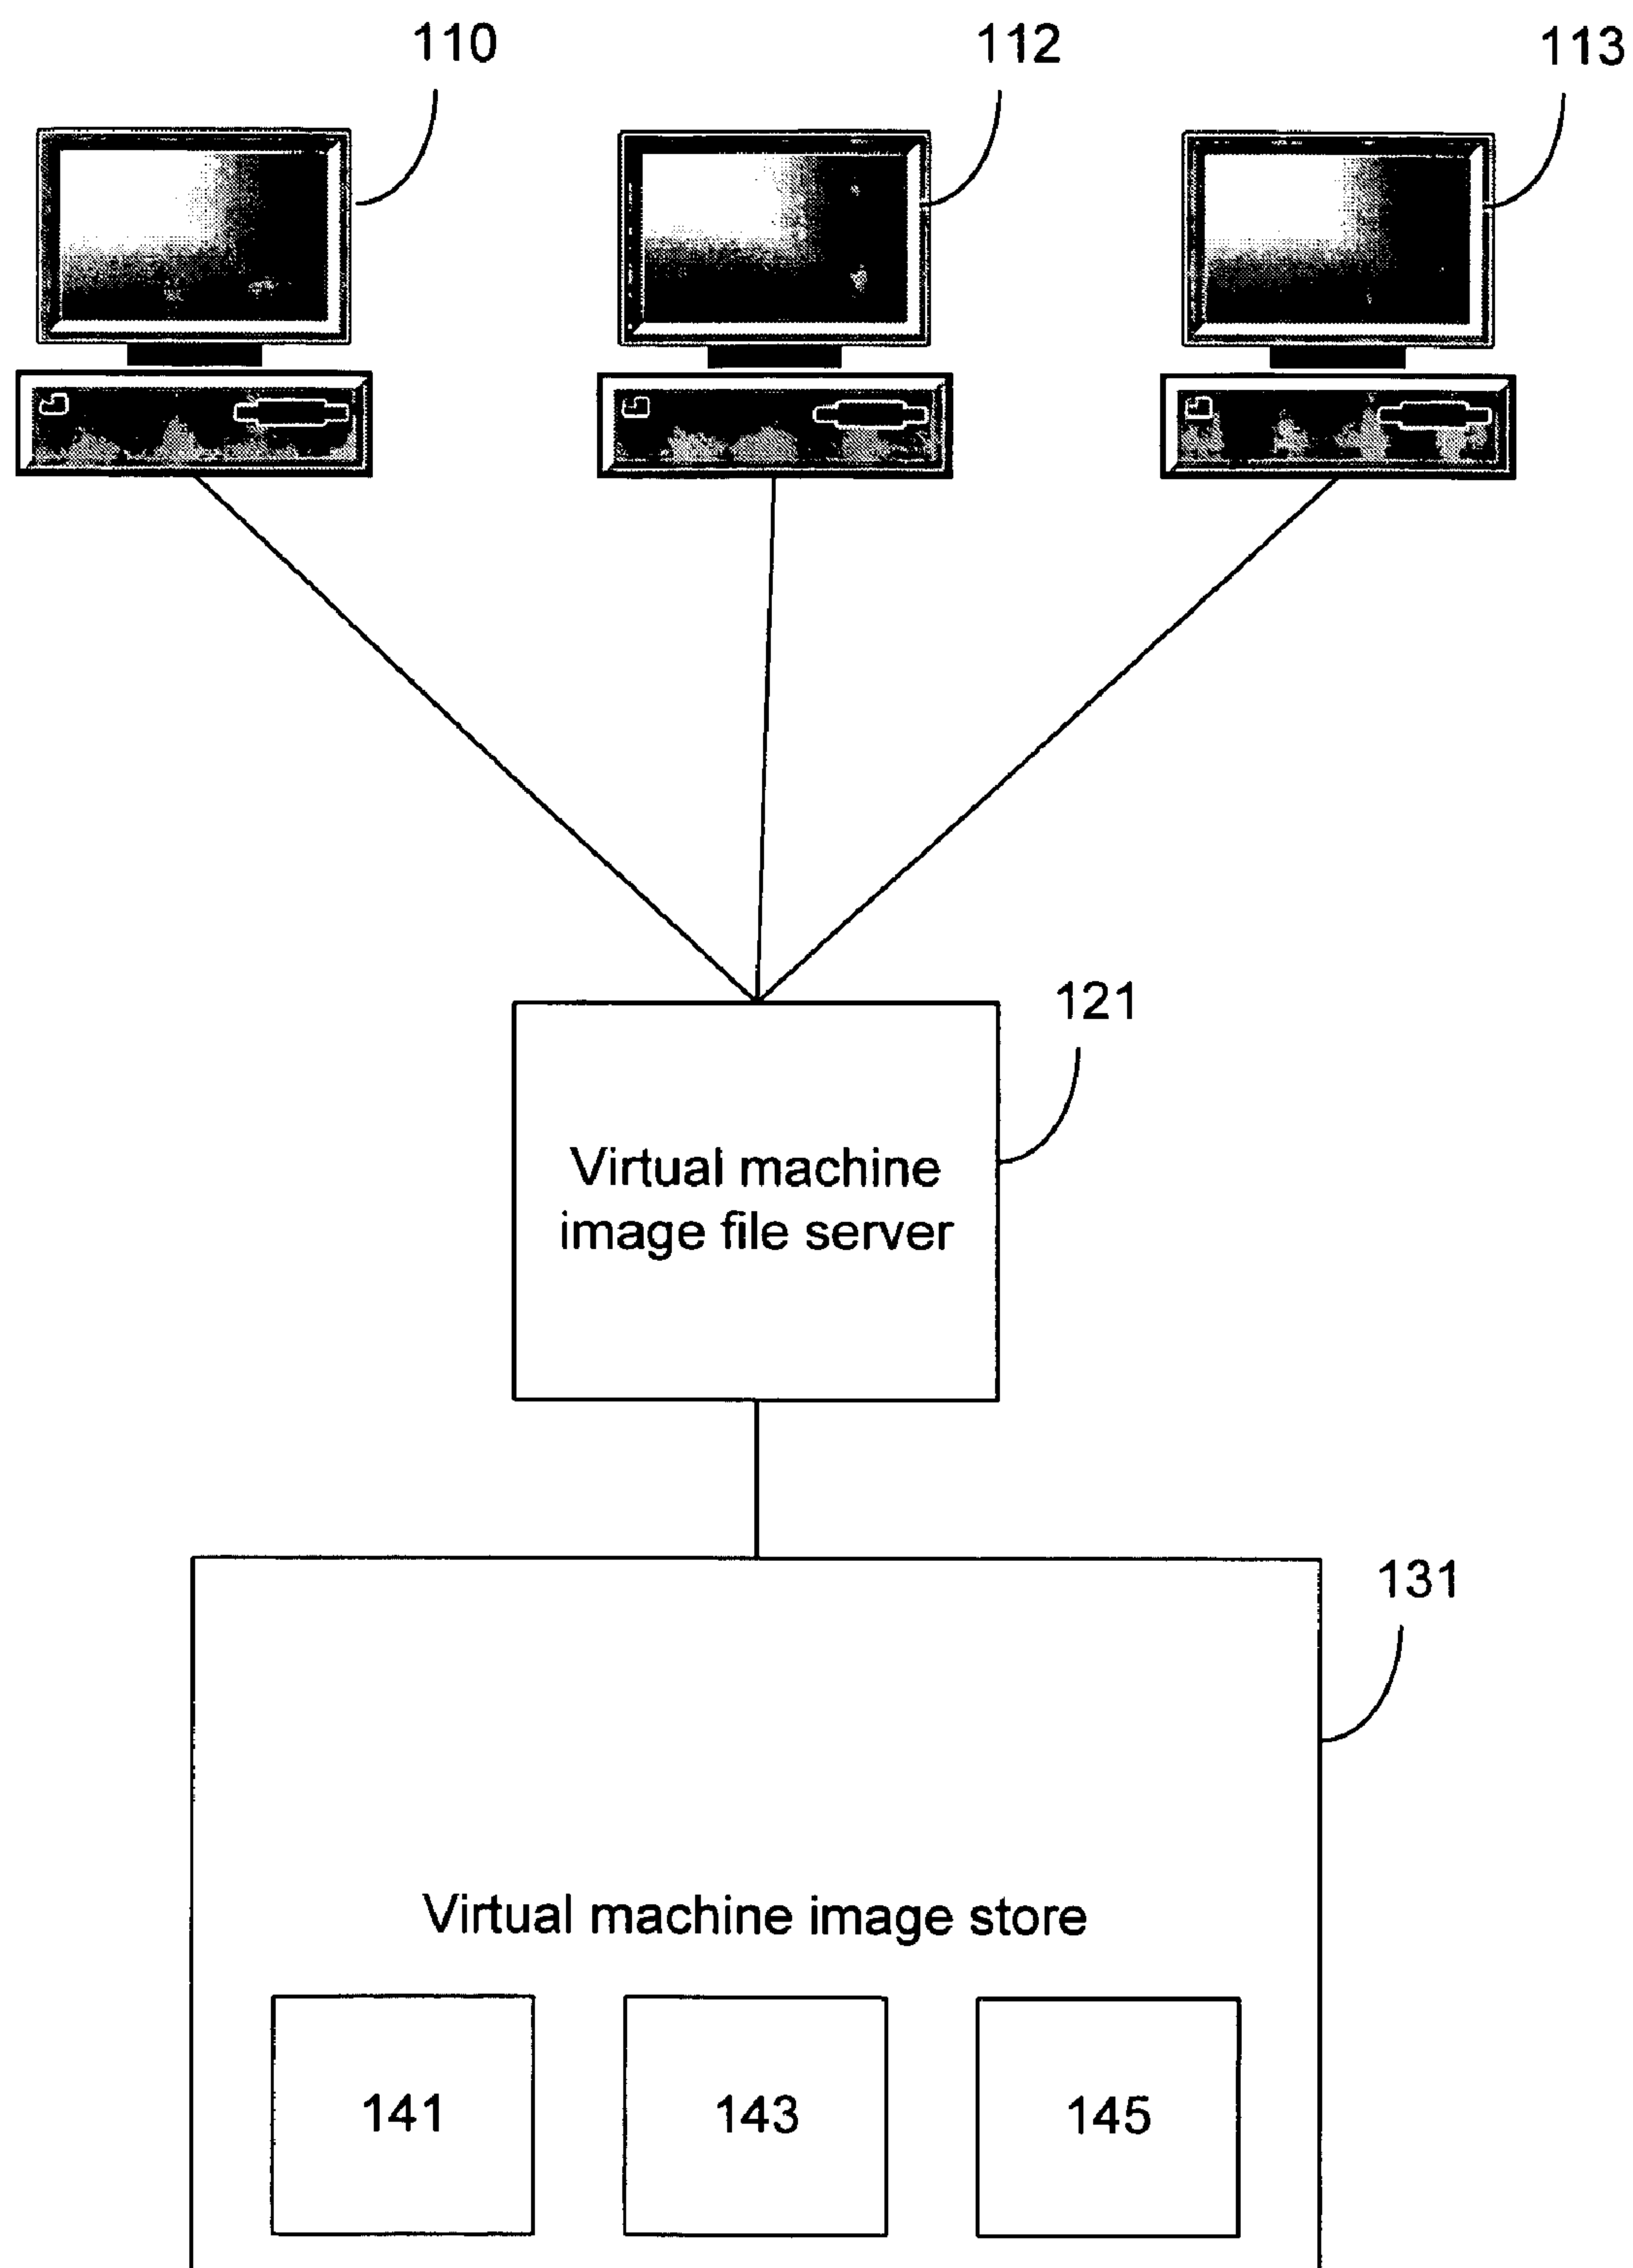 110
112
113
121
Virtual machine
image file server
131
Virtual machine image store
141
143
145